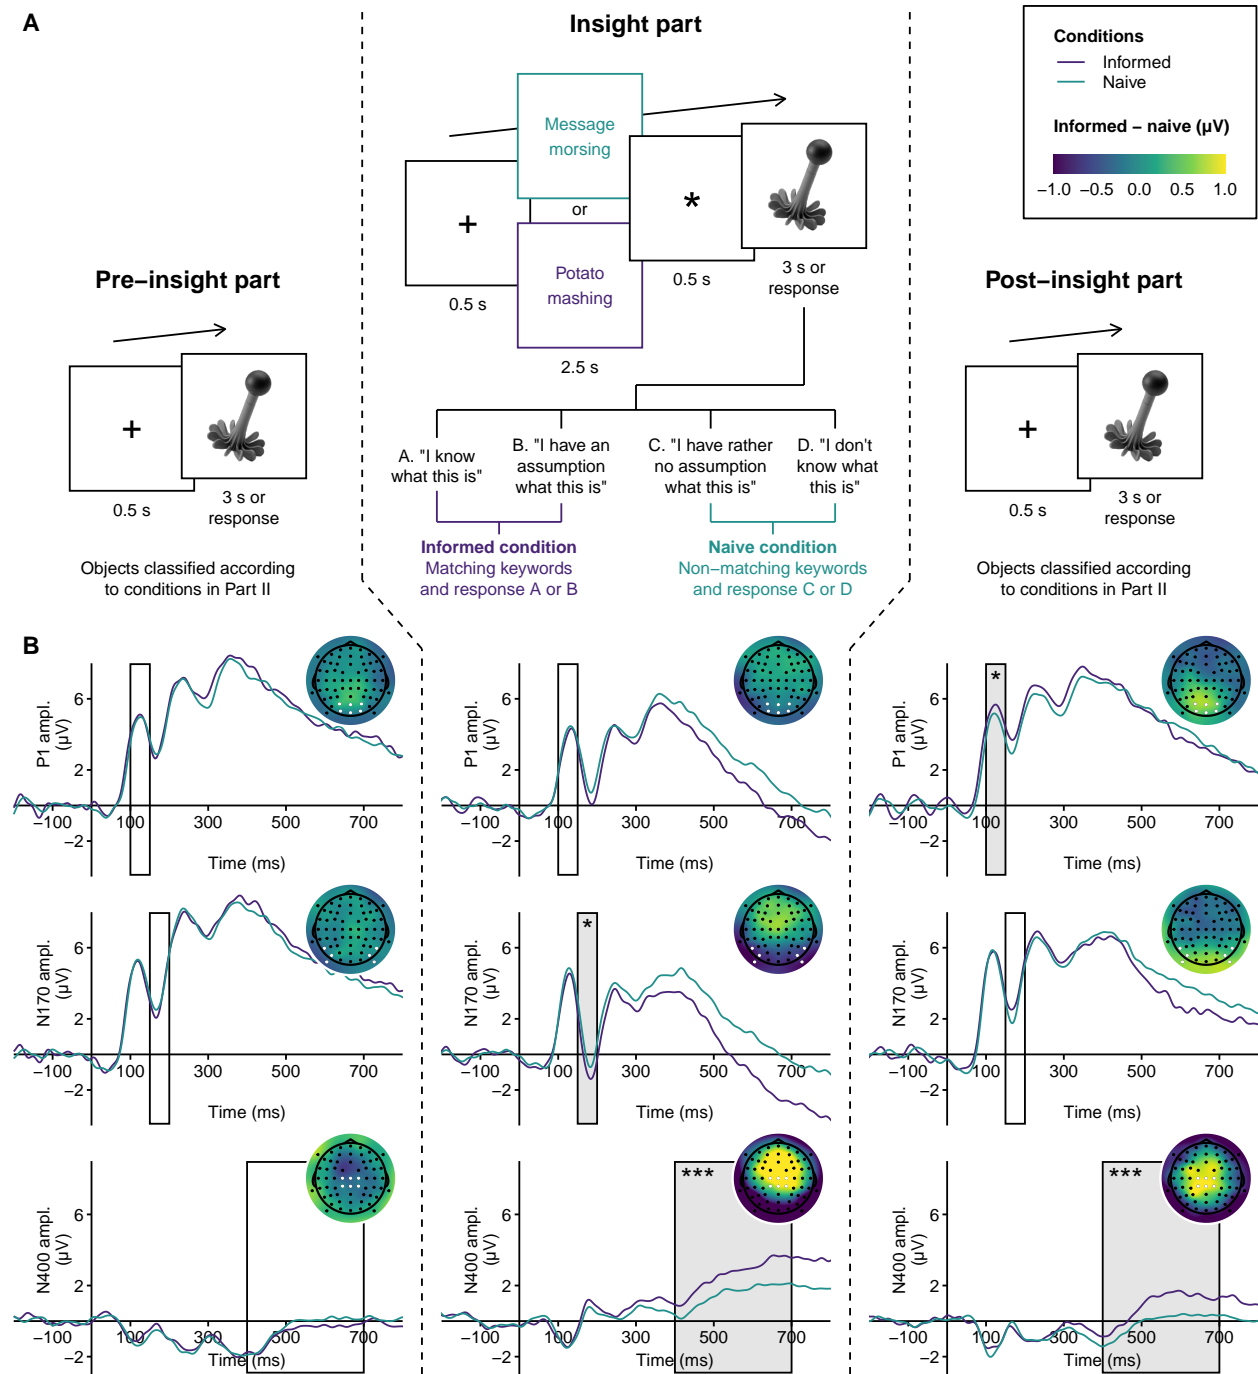 A
Insight part
Conditions
Informed
Naive
Informed − naive (µV)
−1.0 −0.5 0.0 0.5 1.0
Message
morsing
or
Potato
mashing
+
*
0.5 s
2.5 s
0.5 s
3 s or
response
Pre−insight part
+
0.5 s
3 s or
response
Objects classified according
to conditions in Part II
A. "I know
what this is"
B. "I have an
assumption
what this is"
C. "I have rather
no assumption
what this is"
D. "I don't
know what
this is"
Informed condition
Matching keywords
and response A or B
Naive condition
Non−matching keywords
and response C or D
Post−insight part
+
0.5 s
3 s or
response
Objects classified according
to conditions in Part II
B
P1 ampl.
(µV)
6
2
−2
−100 100 300 500 700
Time (ms)
P1 ampl.
(µV)
6
2
−2
−100 100 300 500 700
Time (ms)
P1 ampl.
(µV)
6
2
−2
*
−100 100 300 500 700
Time (ms)
N170 ampl.
(µV)
6
2
−2
−100 100 300 500 700
Time (ms)
N170 ampl.
(µV)
6
2
−2
*
−100 100 300 500 700
Time (ms)
N170 ampl.
(µV)
6
2
−2
−100 100 300 500 700
Time (ms)
N400 ampl.
(µV)
6
2
−2
−100 100 300 500 700
Time (ms)
N400 ampl.
(µV)
6
2
−2
***
−100 100 300 500 700
Time (ms)
N400 ampl.
(µV)
6
2
−2
***
−100 100 300 500 700
Time (ms)